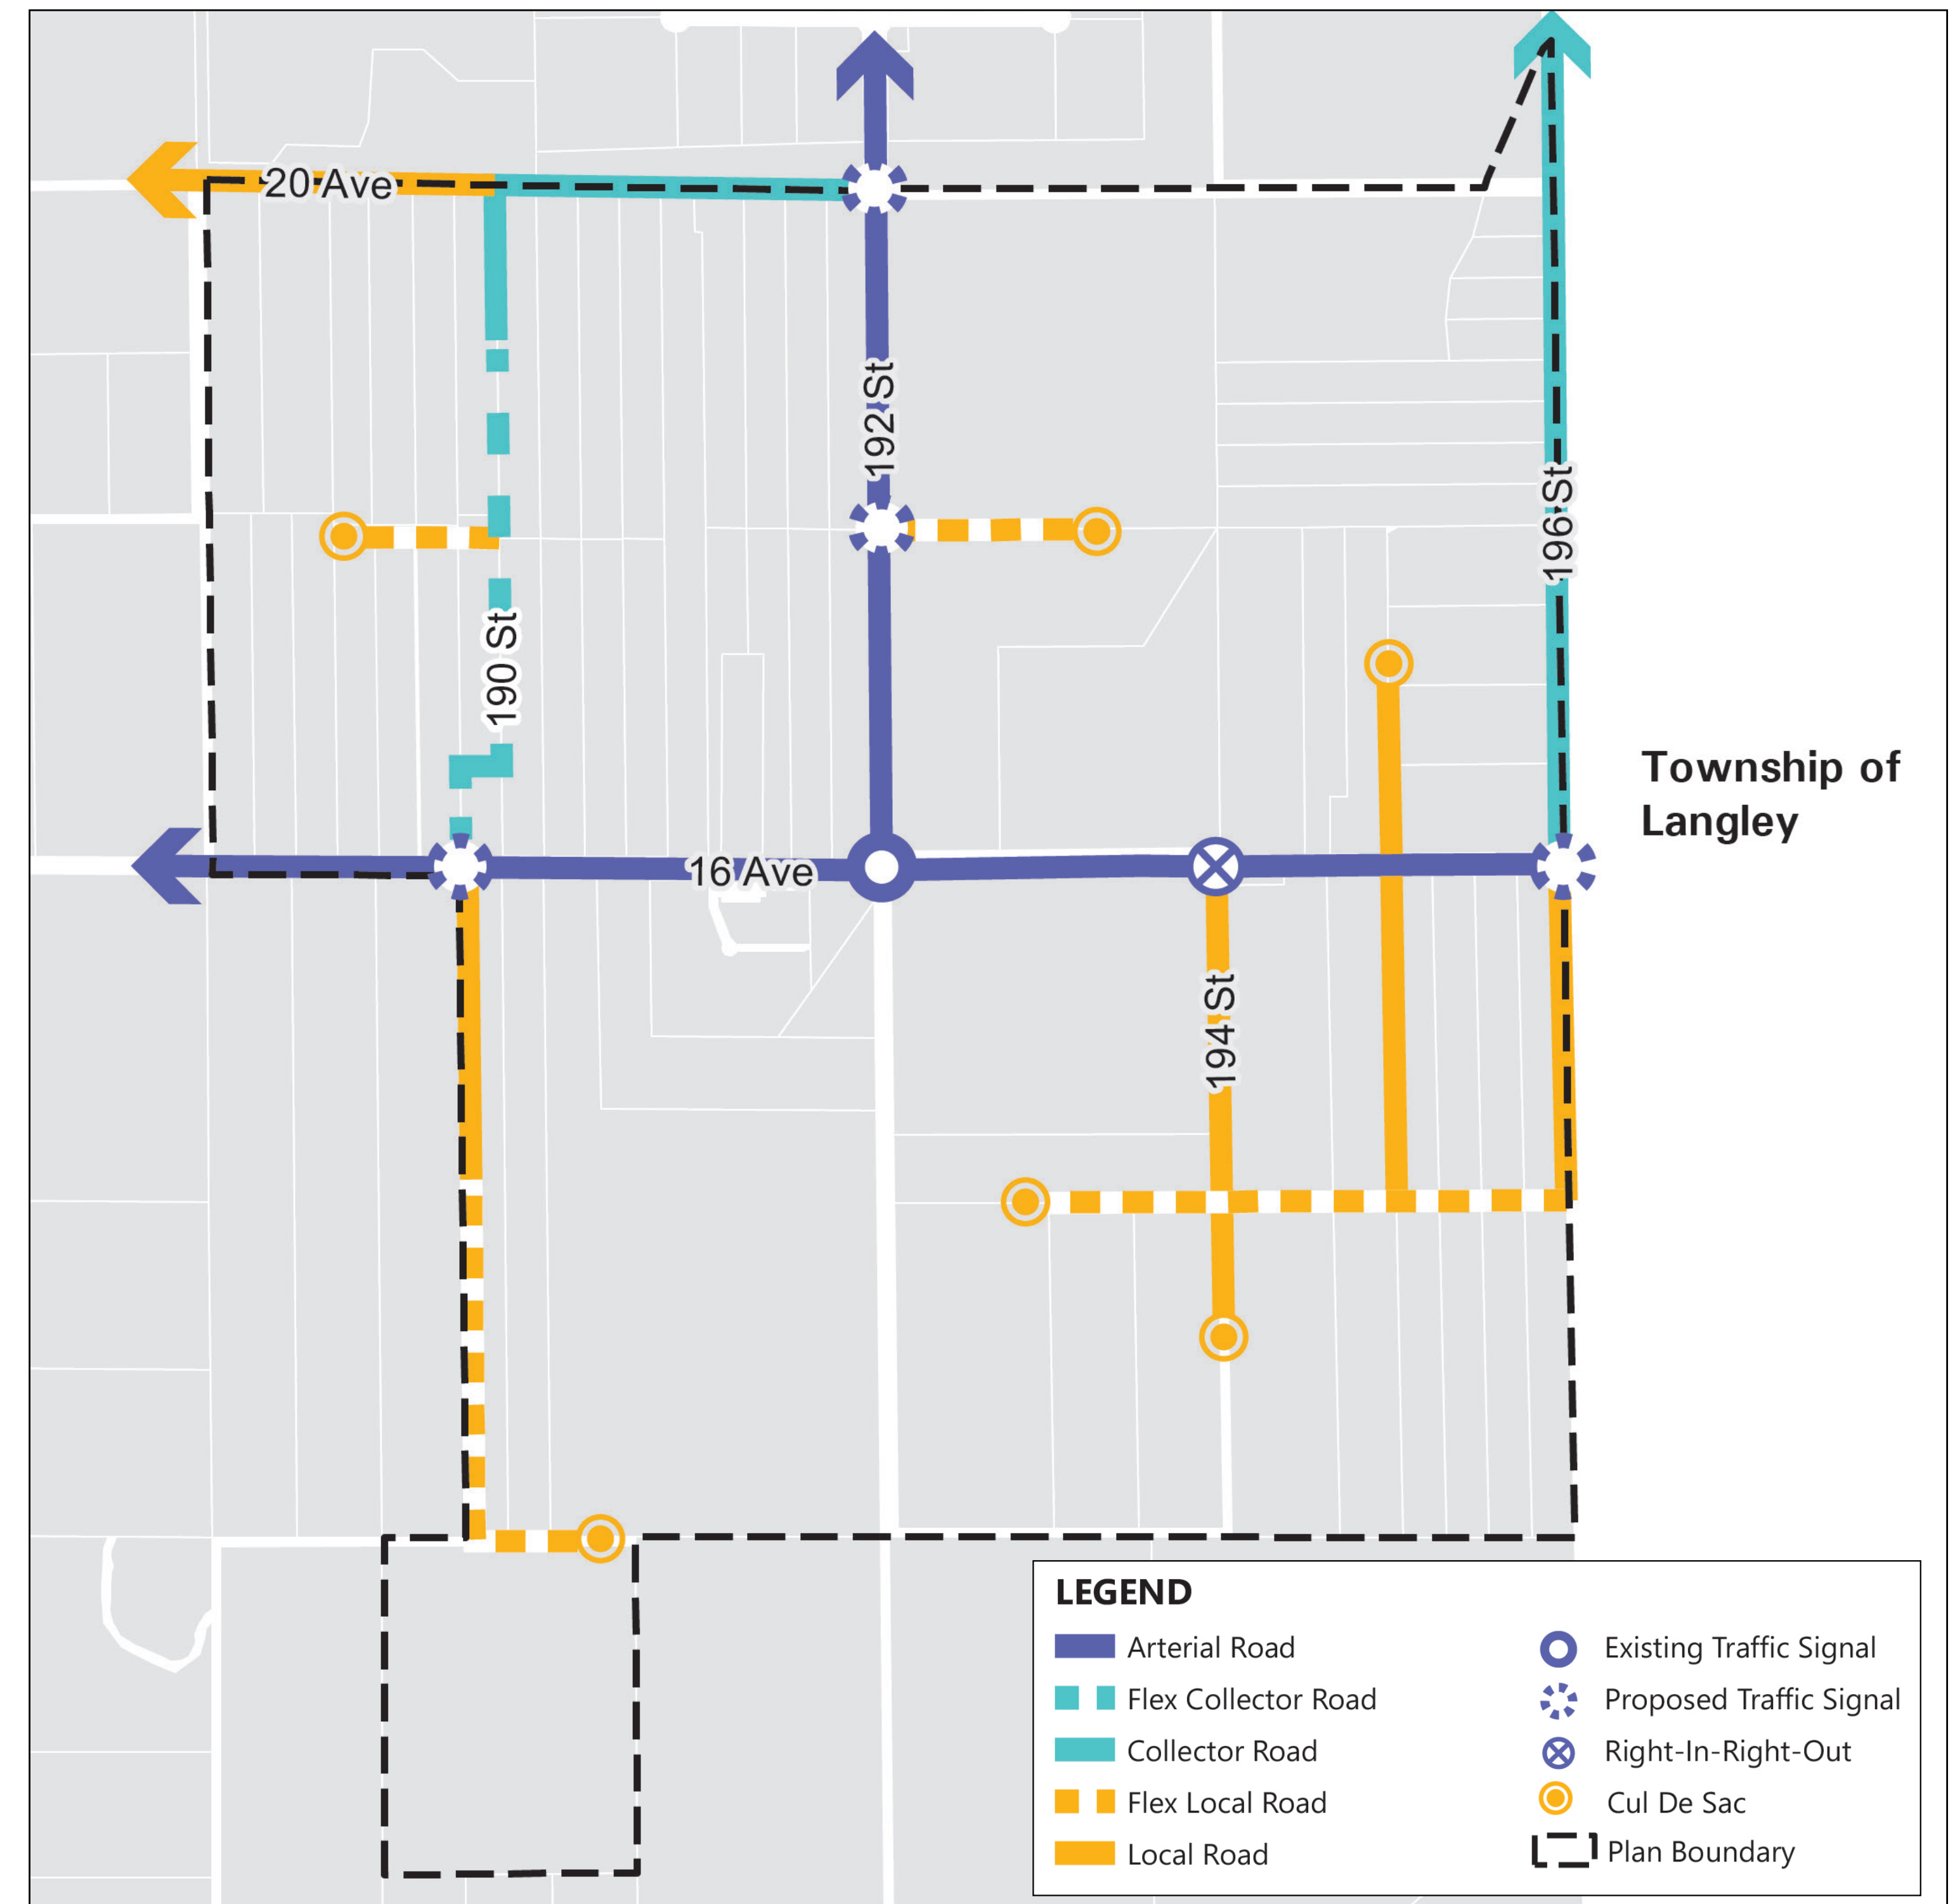 20 Ave
192 St
196 St
190 St
Township of
Langley
16 Ave
194 St
LEGEND
Arterial Road
Flex Collector Road
Collector Road
Flex Local Road
Local Road
Existing Traffic Signal
Proposed Traffic Signal
Right-In-Right-Out
Cul De Sac
Plan Boundary